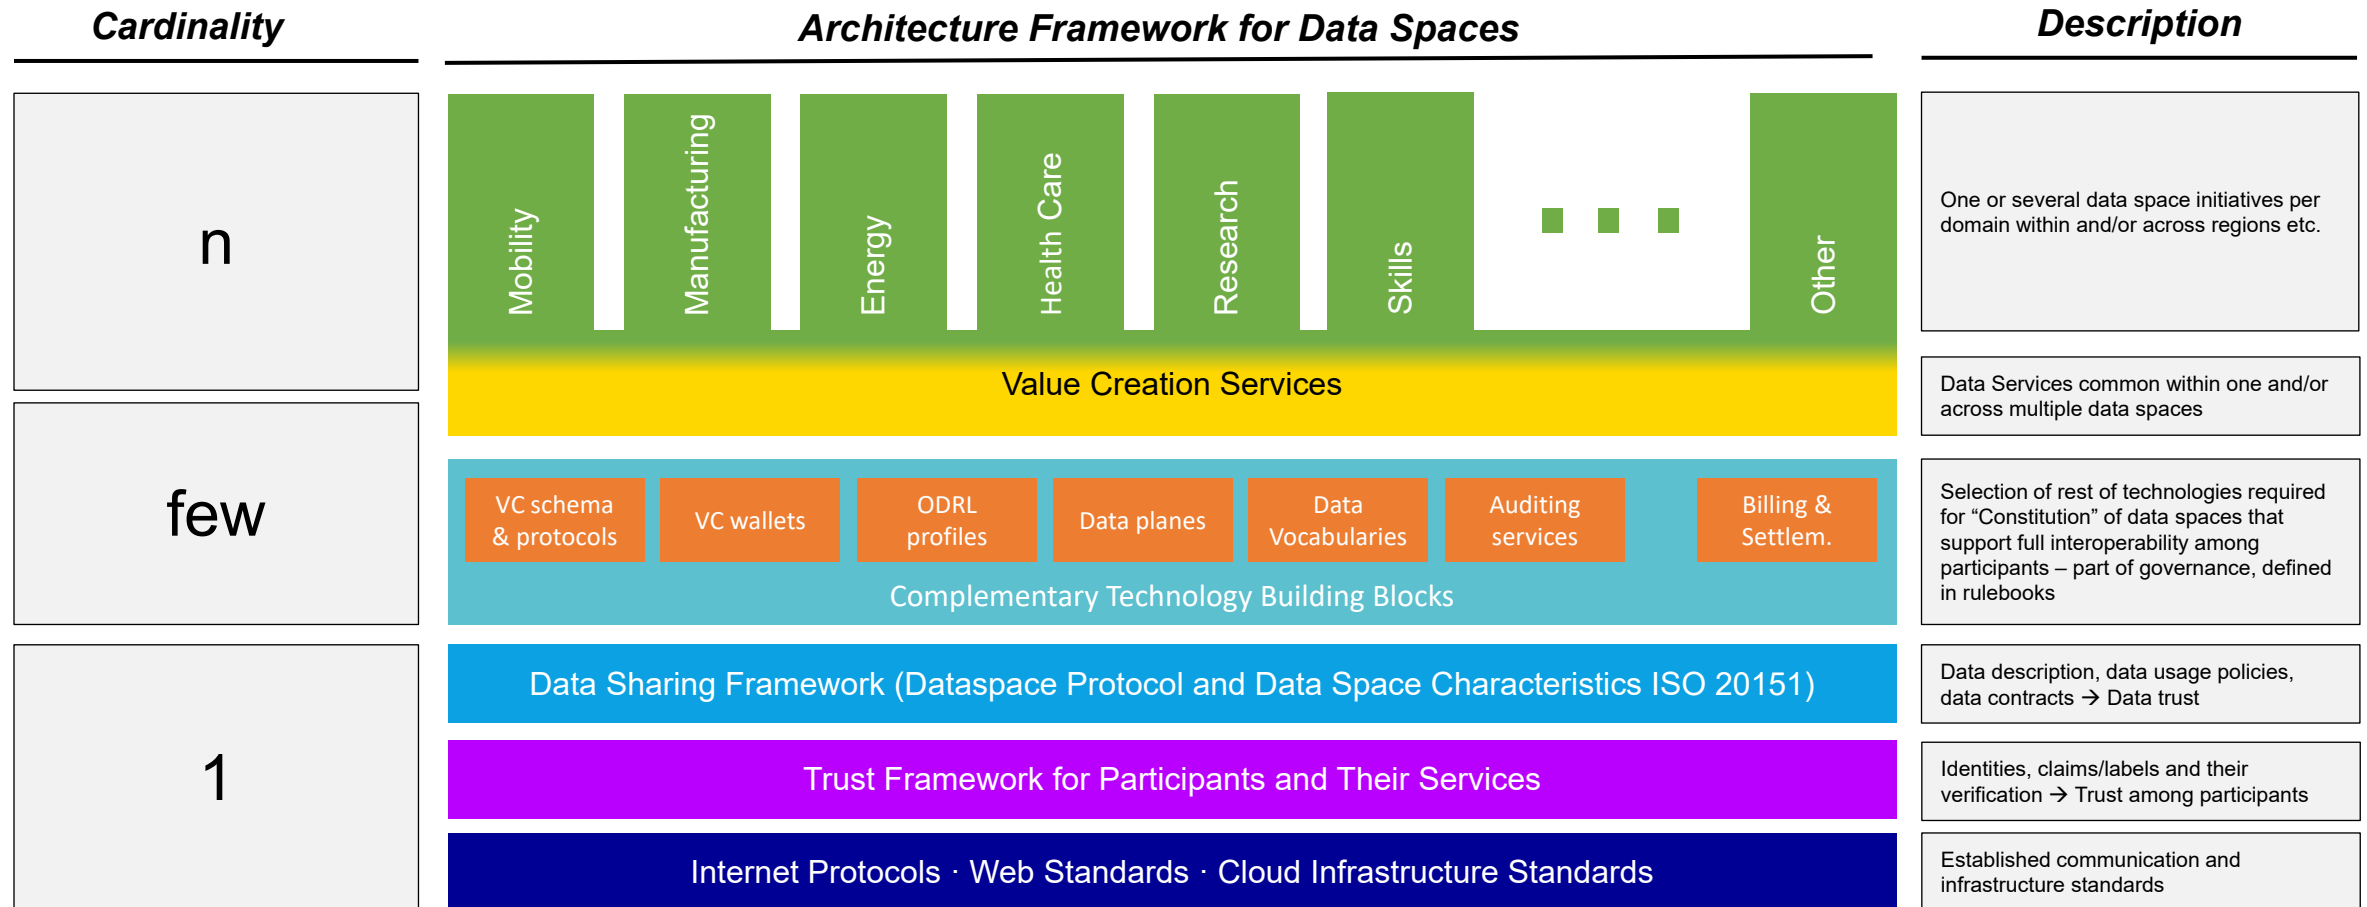 Cardinality
Architecture Framework for Data Spaces
Description
n
few
1
Mobility
Manufacturing
Energy
Health Care
Research
Skills
Other
Value Creation Services
VC schema
& protocols
VC wallets
ODRL
profiles
Data planes
Data
Vocabularies
Auditing
services
Billing &
Settlem.
Complementary Technology Building Blocks
Data Sharing Framework (Dataspace Protocol and Data Space Characteristics ISO 20151)
Trust Framework for Participants and Their Services
Internet Protocols · Web Standards · Cloud Infrastructure Standards
One or several data space initiatives per
domain within and/or across regions etc.
Data Services common within one and/or
across multiple data spaces
Selection of rest of technologies required
for “Constitution” of data spaces that
support full interoperability among
participants – part of governance, defined
in rulebooks
Data description, data usage policies,
data contracts → Data trust
Identities, claims/labels and their
verification → Trust among participants
Established communication and
infrastructure standards